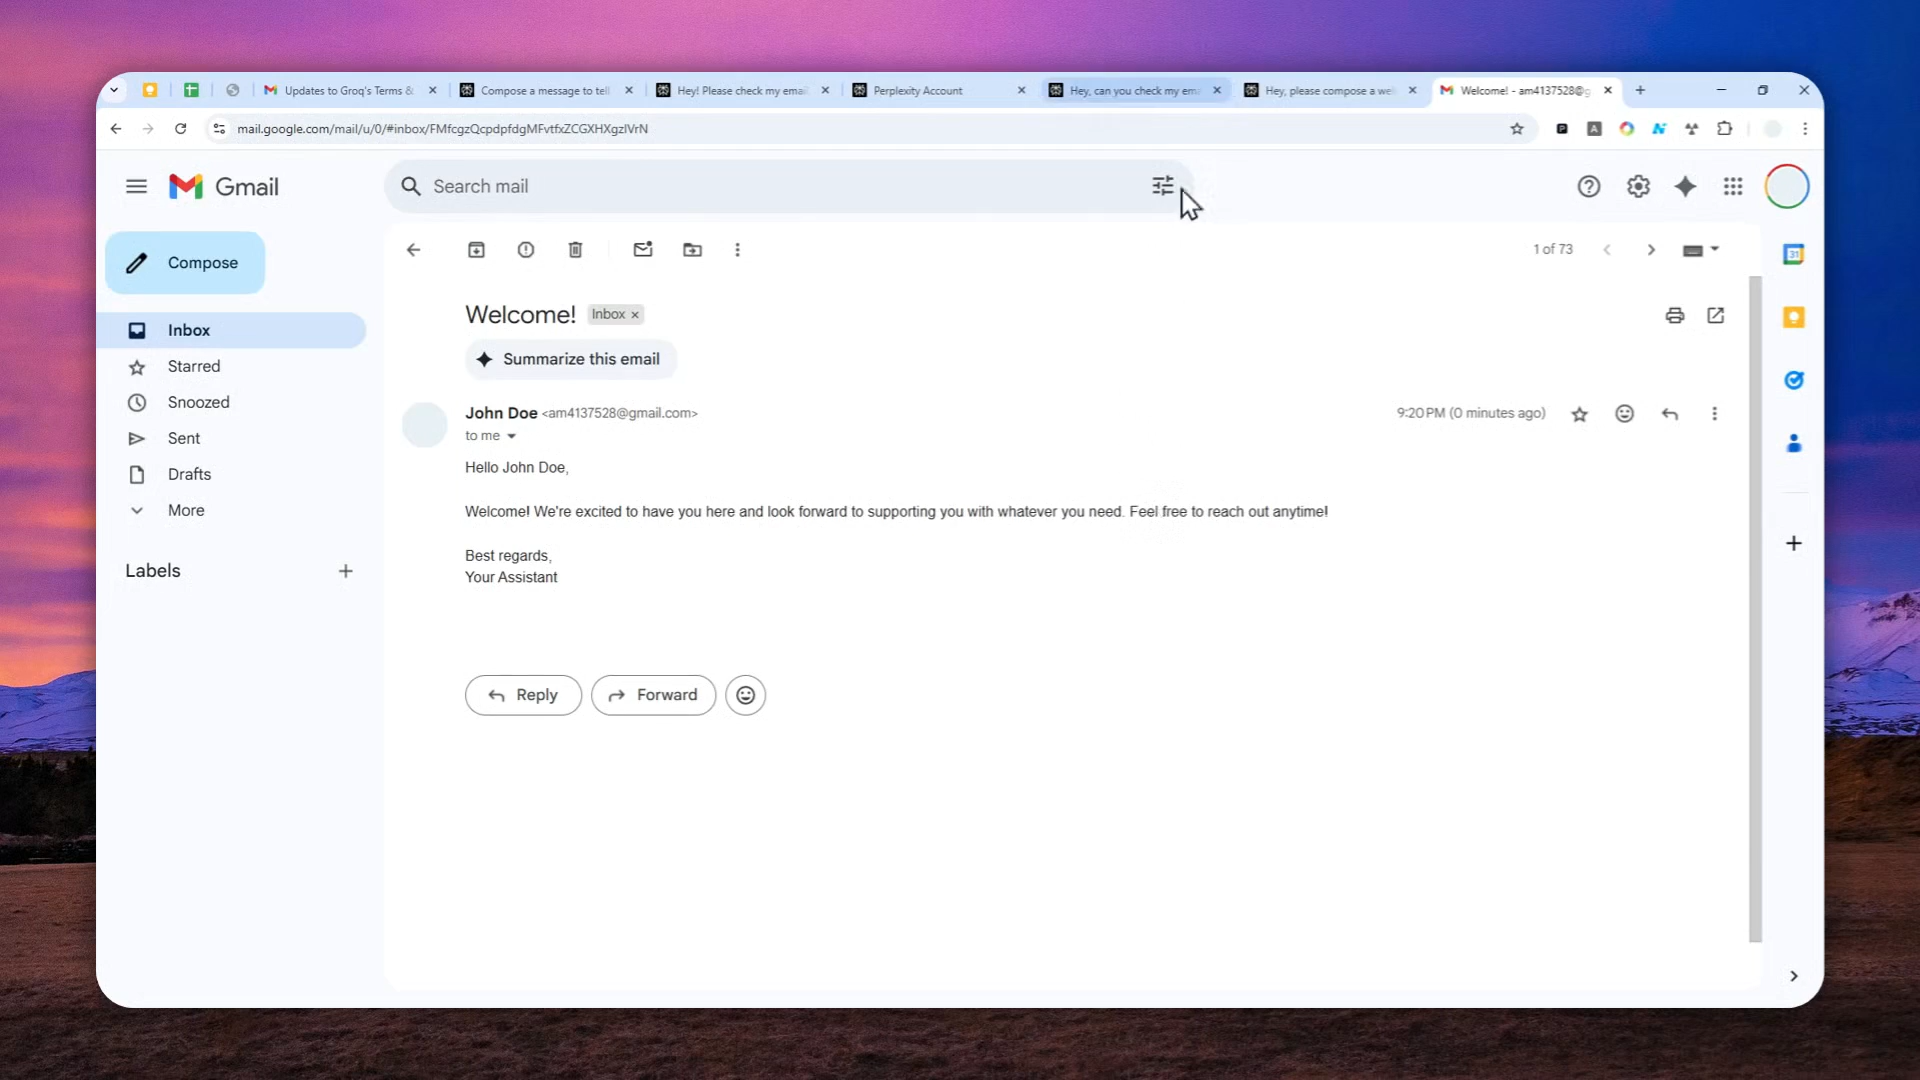 Updates to Groq's Terms &
Compose a message to tell
Hey! Please check my email
Perplexity Account
Hey, can you check my ema
Hey, please compose a wel
Welcome! - am4137528@g
mail.google.com/mail/u/0/#inbox/FMfcgzQcpdpfdgMFvtfxZCGXHXgzlVrN
Gmail
Search mail
Compose
1 of 73
Welcome! Inbox ×
Inbox
Starred
Snoozed
Sent
Drafts
More
Labels
Summarize this email
John Doe <am4137528@gmail.com>
9:20 PM (0 minutes ago)
to me
Hello John Doe,
Welcome! We're excited to have you here and look forward to supporting you with whatever you need. Feel free to reach out anytime!
Best regards,
Your Assistant
Reply
Forward
31